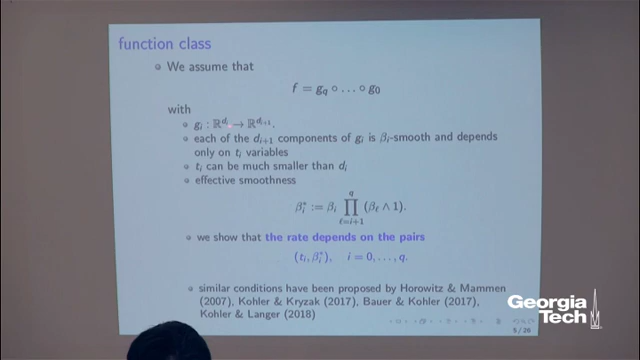 function class
We assume that
f = g_q ∘ … ∘ g_0
with
g_i : ℝ^{d_i} → ℝ^{d_{i+1}}.
each of the d_{i+1} components of g_i is β_i-smooth and depends
only on t_i variables
t_i can be much smaller than d_i
effective smoothness
β_i^* := β_i ∏_{ℓ=i+1}^{q} (β_ℓ ∧ 1).
we show that the rate depends on the pairs
(t_i, β_i^*), i = 0, …, q.
similar conditions have been proposed by Horowitz & Mammen
(2007), Kohler & Kryzak (2017), Bauer & Kohler (2017),
Kohler & Langer (2018)
Georgia
Tech
5 / 26